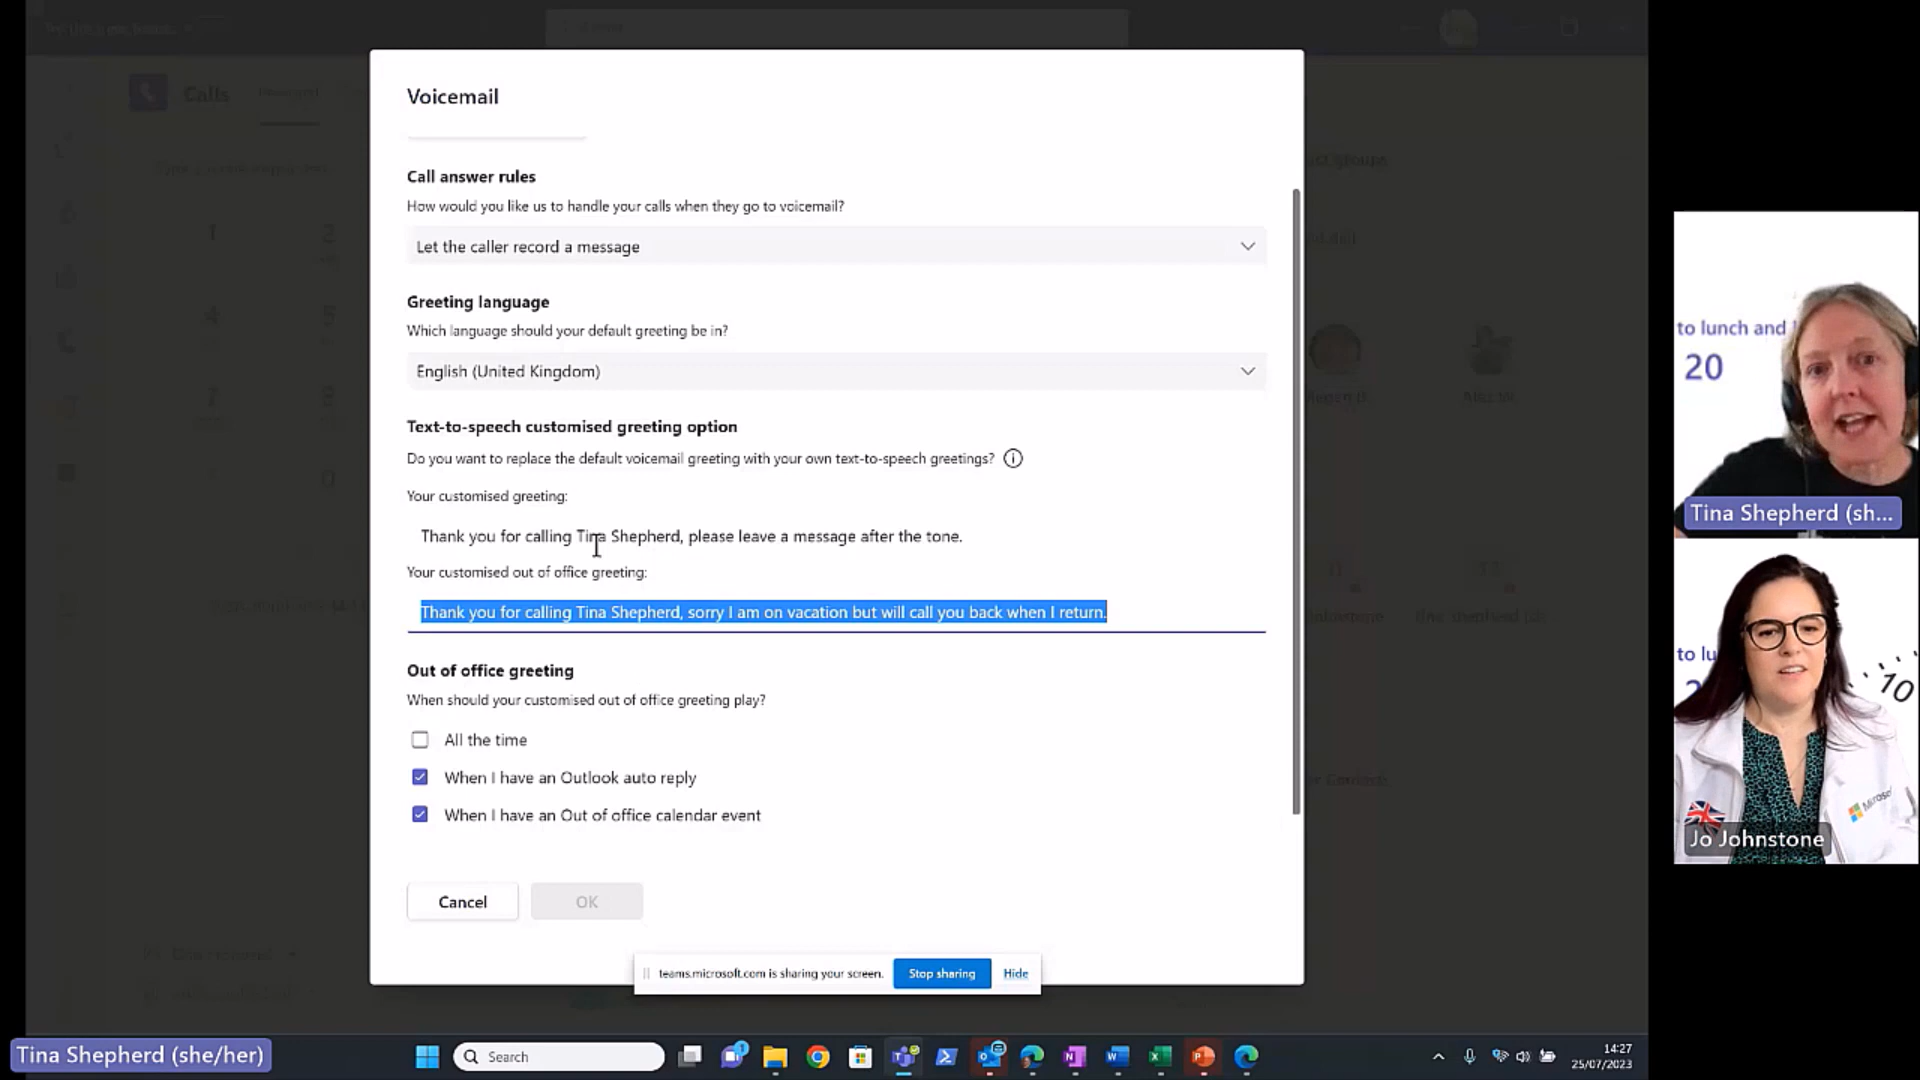 Calls
Voicemail
Call answer rules
How would you like us to handle your calls when they go to voicemail?
Let the caller record a message
Greeting language
Which language should your default greeting be in?
English (United Kingdom)
Text-to-speech customised greeting option
Do you want to replace the default voicemail greeting with your own text-to-speech greetings?
Your customised greeting:
Thank you for calling Tina Shepherd, please leave a message after the tone.
Your customised out of office greeting:
Thank you for calling Tina Shepherd, sorry I am on vacation but will call you back when I return.
Out of office greeting
When should your customised out of office greeting play?
All the time
When I have an Outlook auto reply
When I have an Out of office calendar event
Cancel
OK
teams.microsoft.com is sharing your screen.
Stop sharing
Hide
to lunch and
20
Tina Shepherd (sh...
to lu
10
Microsof
Jo Johnstone
Tina Shepherd (she/her)
Search
14:27
25/07/2023